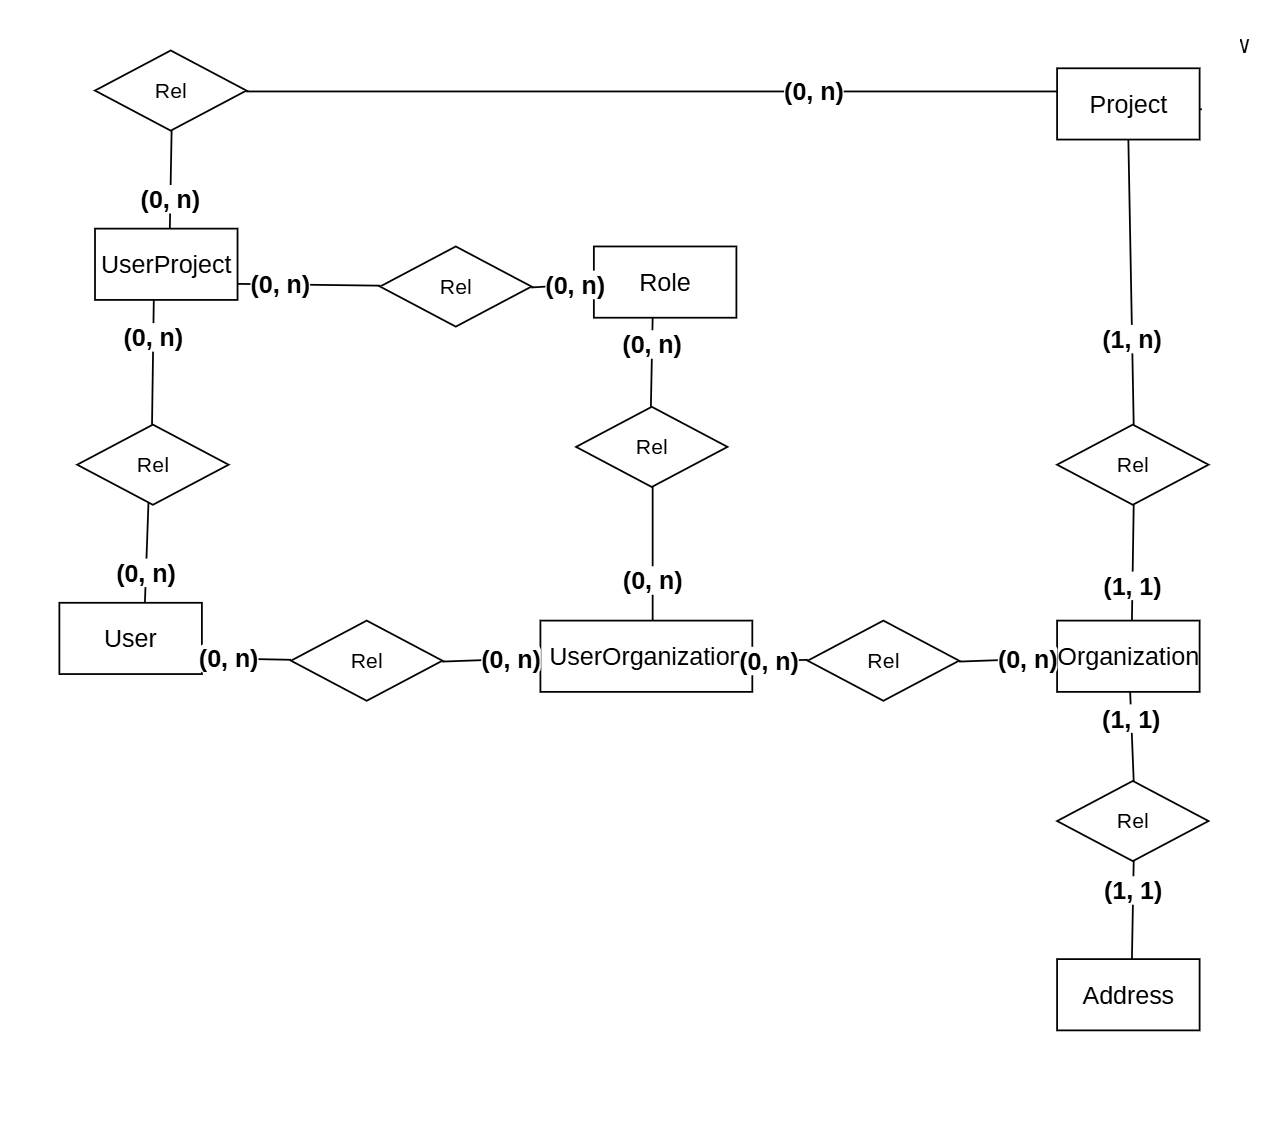 v
Rel
(0, n)
Project
(0, n)
UserProject
(0, n)
Rel
(0, n)
Role
(0, n)
(0, n)
(1, n)
Rel
Rel
Rel
(0, n)
(0, n)
(1, 1)
User
(0, n)
Rel
(0, n)
UserOrganization
(0, n)
Rel
(0, n)
Organization
(1, 1)
Rel
(1, 1)
Address